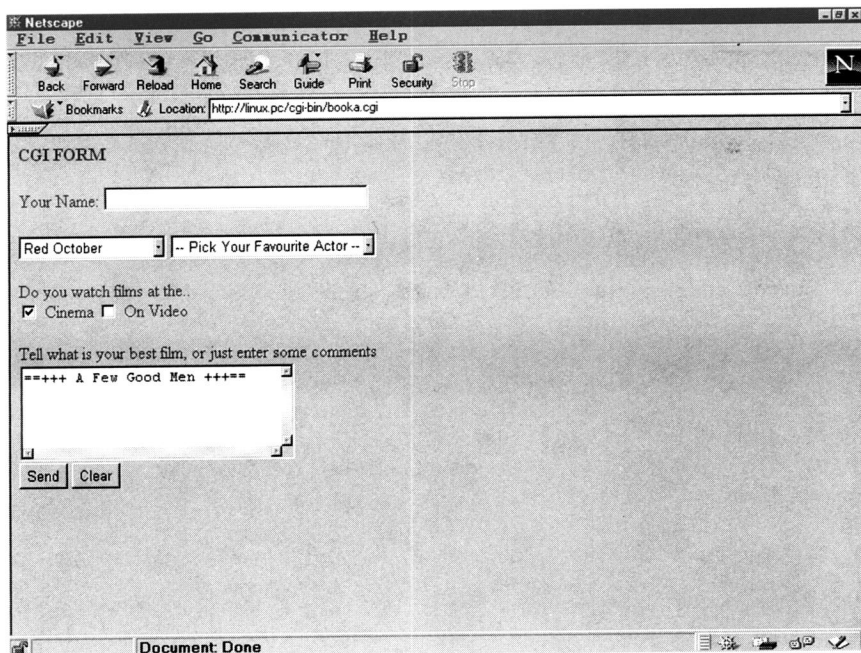 Netscape
File Edit View Go Communicator Help
Back Forward Reload Home Search Guide Print Security Stop
N
Bookmarks Location: http://linux.pc/cgi-bin/booka.cgi
CGI FORM
Your Name:
Red October -- Pick Your Favourite Actor --
Do you watch films at the..
Cinema On Video
Tell what is your best film, or just enter some comments
==+++ A Few Good Men +++==
Send Clear
Document: Done